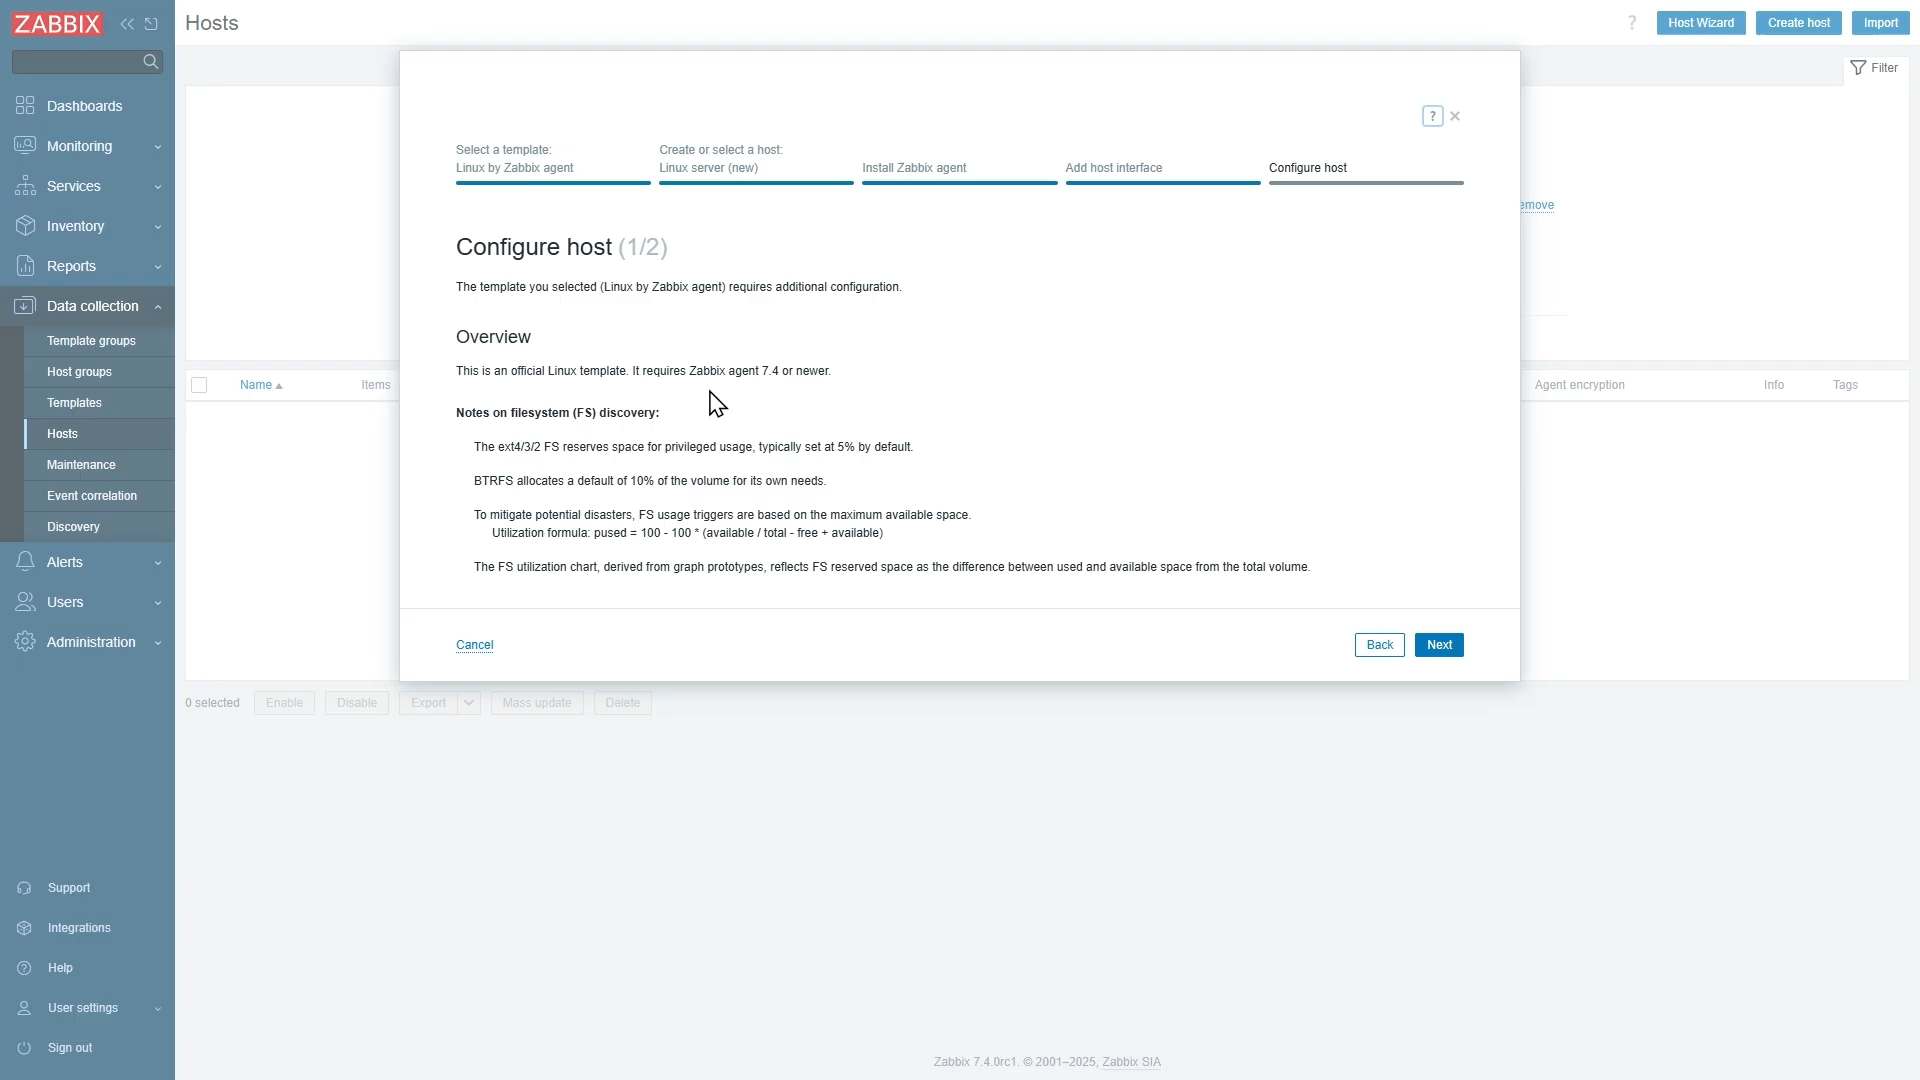 ZABBIX
Hosts
?
Host Wizard
Create host
Import
Filter
Dashboards
Monitoring
Services
Inventory
Reports
Data collection
Template groups
Host groups
Templates
Hosts
Maintenance
Event correlation
Discovery
Alerts
Users
Administration
Support
Integrations
Help
User settings
Sign out
?
Select a template:
Linux by Zabbix agent
Create or select a host:
Linux server (new)
Install Zabbix agent
Add host interface
Configure host
Configure host (1/2)
The template you selected (Linux by Zabbix agent) requires additional configuration.
Overview
This is an official Linux template. It requires Zabbix agent 7.4 or newer.
Notes on filesystem (FS) discovery:
The ext4/3/2 FS reserves space for privileged usage, typically set at 5% by default.
BTRFS allocates a default of 10% of the volume for its own needs.
To mitigate potential disasters, FS usage triggers are based on the maximum available space.
Utilization formula: pused = 100 - 100 * (available / total - free + available)
The FS utilization chart, derived from graph prototypes, reflects FS reserved space as the difference between used and available space from the total volume.
Cancel
Back
Next
emove
Name
Items
Agent encryption
Info
Tags
0 selected
Enable
Disable
Export
Mass update
Delete
Zabbix 7.4.0rc1. © 2001–2025, Zabbix SIA